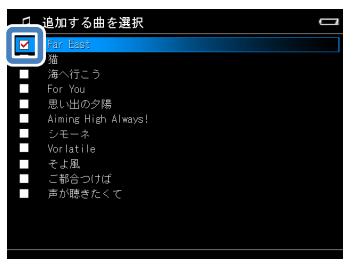 追加する曲を選択
Far East
猫
海へ行こう
For You
思い出の夕陽
Aiming High Always!
シモーネ
Vorlatile
そよ風
ご都合つけば
声が聴きたくて